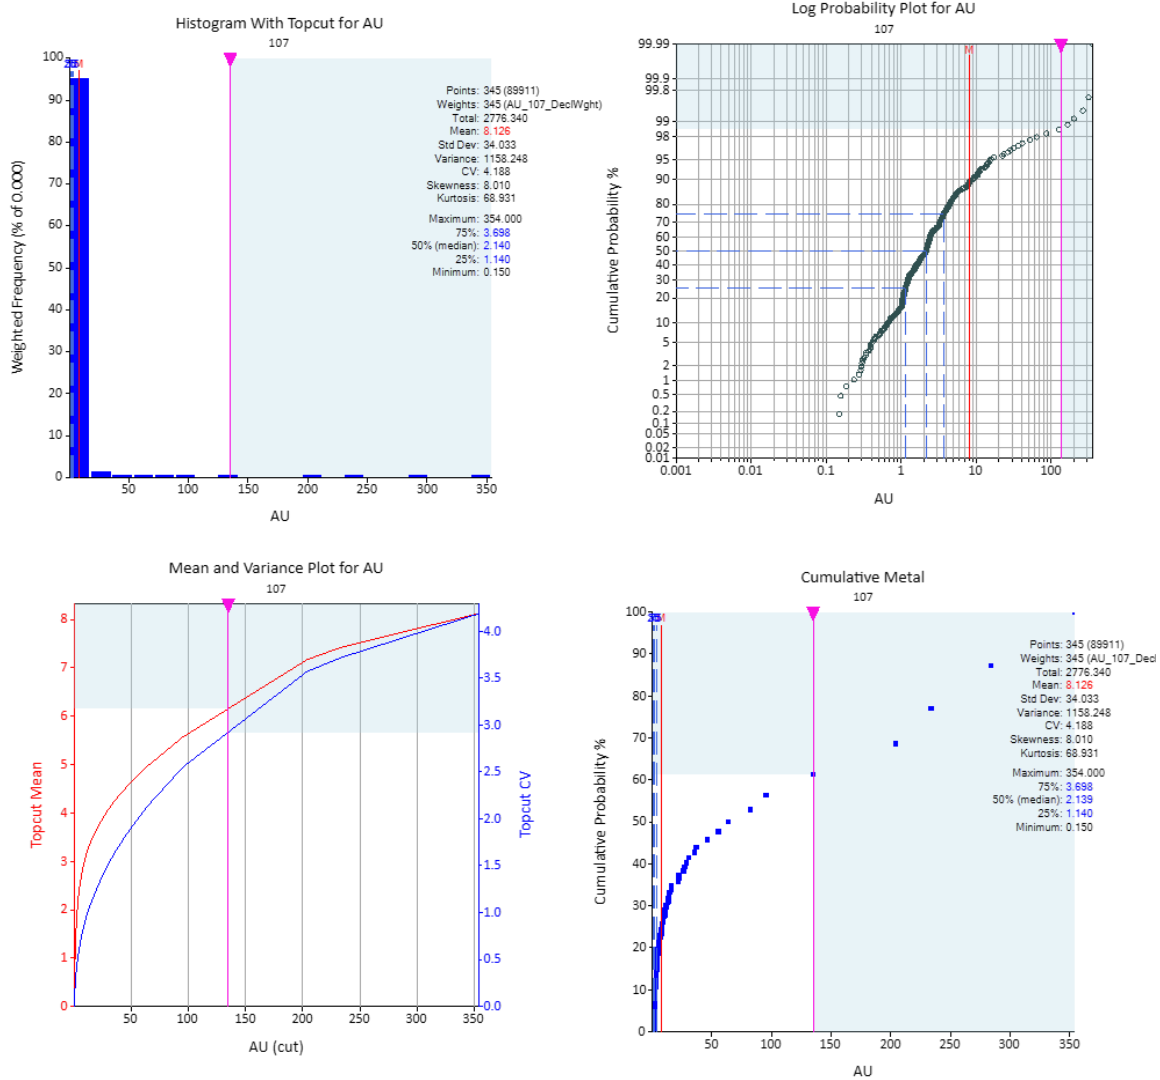 Histogram With Topcut for AU
107
Weighted Frequency (% of 0.000)
100
90
80
70
60
50
40
30
20
10
0
M
Points: 345 (89911)
Weights: 345 (AU_107_DeclWght)
Total: 2776.340
Mean: 8.126
Std Dev: 34.033
Variance: 1158.248
CV: 4.188
Skewness: 8.010
Kurtosis: 68.931
Maximum: 354.000
75%: 3.698
50% (median): 2.140
25%: 1.140
Minimum: 0.150
50 100 150 200 250 300 350
AU
Log Probability Plot for AU
107
Cumulative Probability %
99.99
99.9
99.8
99
98
95
90
80
70
60
50
40
30
20
10
5
2
1
0.5
0.2
0.1
0.05
0.02
0.01
M
0.001 0.01 0.1 1 10 100
AU
Mean and Variance Plot for AU
107
Topcut Mean
8
7
6
5
4
3
2
1
0
Topcut CV
4.0
3.5
3.0
2.5
2.0
1.5
1.0
0.5
0.0
50 100 150 200 250 300 350
AU (cut)
Cumulative Metal
107
Cumulative Probability %
100
90
80
70
60
50
40
30
20
10
0
M
Points: 345 (89911)
Weights: 345 (AU_107_Decl
Total: 2776.340
Mean: 8.126
Std Dev: 34.033
Variance: 1158.248
CV: 4.188
Skewness: 8.010
Kurtosis: 68.931
Maximum: 354.000
75%: 3.698
50% (median): 2.139
25%: 1.140
Minimum: 0.150
50 100 150 200 250 300 350
AU